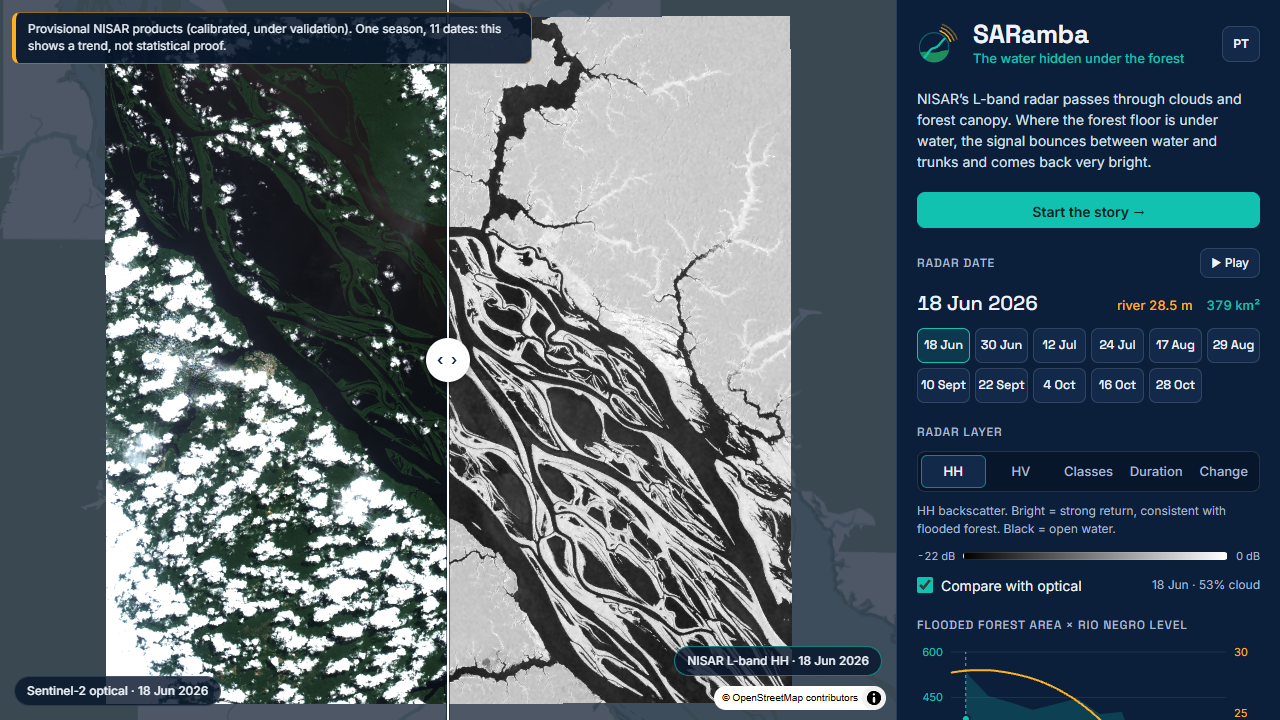 Provisional NISAR products (calibrated, under validation). One season, 11 dates: this
shows a trend, not statistical proof.
‹ ›
Sentinel-2 optical · 18 Jun 2026
NISAR L-band HH · 18 Jun 2026
© OpenStreetMap contributors
SARamba
The water hidden under the forest
PT
NISAR's L-band radar passes through clouds and
forest canopy. Where the forest floor is under
water, the signal bounces between water and
trunks and comes back very bright.
Start the story →
RADAR DATE
▶ Play
18 Jun 2026
river 28.5 m
379 km²
18 Jun
30 Jun
12 Jul
24 Jul
17 Aug
29 Aug
10 Sept
22 Sept
4 Oct
16 Oct
28 Oct
RADAR LAYER
HH
HV
Classes
Duration
Change
HH backscatter. Bright = strong return, consistent with
flooded forest. Black = open water.
-22 dB
0 dB
Compare with optical
18 Jun · 53% cloud
FLOODED FOREST AREA × RIO NEGRO LEVEL
600
30
450
25